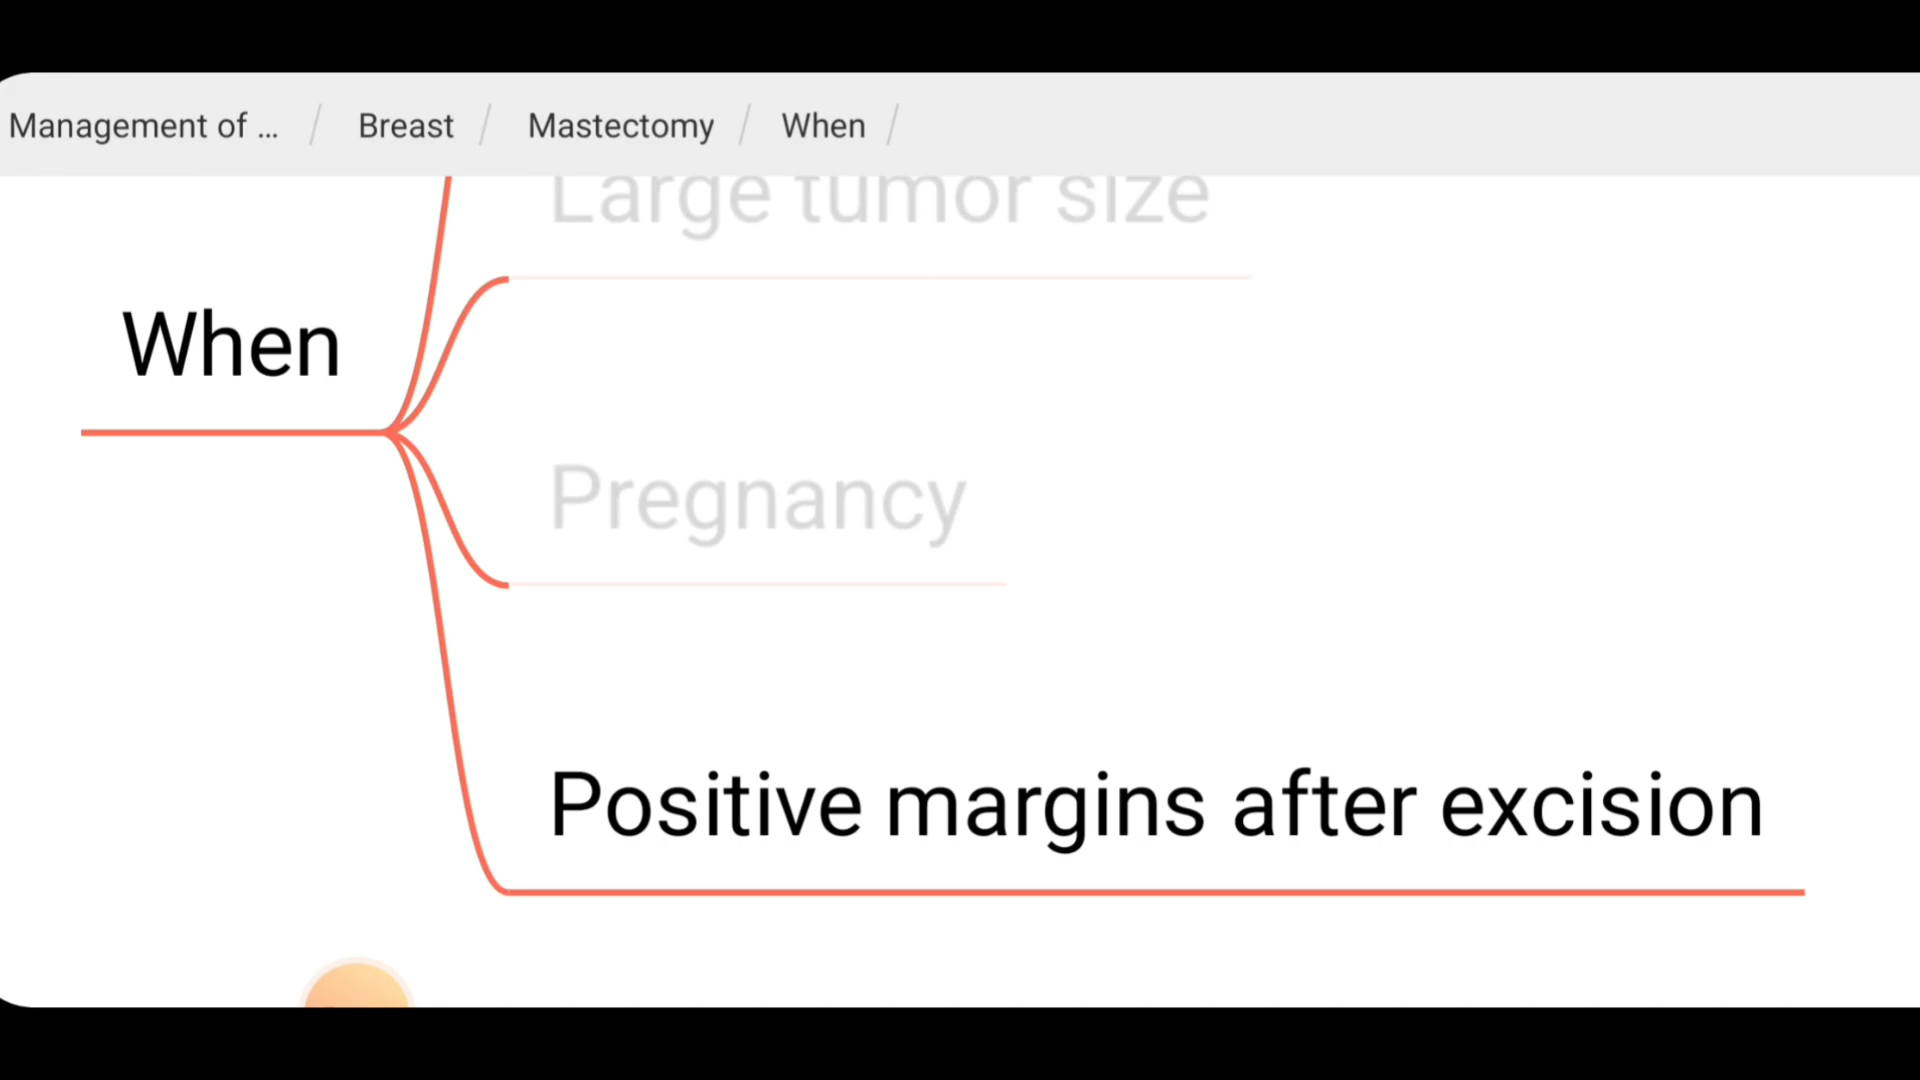 Management of ... / Breast / Mastectomy / When /
Large tumor size
When
Pregnancy
Positive margins after excision